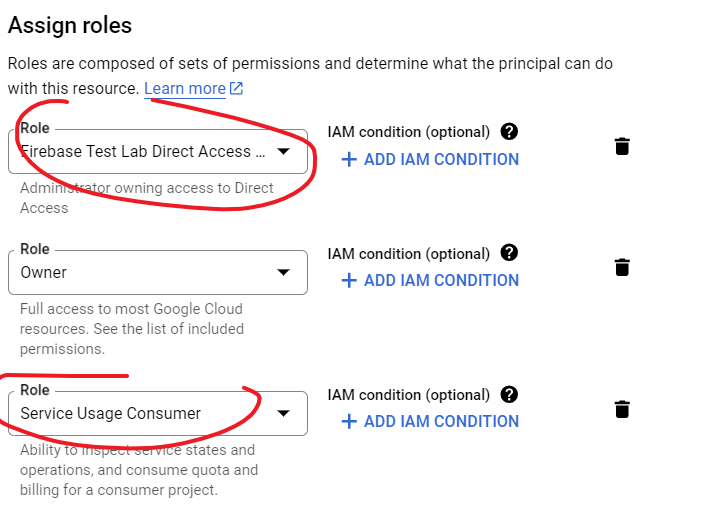 Assign roles
Roles are composed of sets of permissions and determine what the principal can do
with this resource. Learn more
Role
Firebase Test Lab Direct Access ...
Administrator owning access to Direct
Access
IAM condition (optional) ?
+ ADD IAM CONDITION
Role
Owner
Full access to most Google Cloud
resources. See the list of included
permissions.
IAM condition (optional) ?
+ ADD IAM CONDITION
Role
Service Usage Consumer
Ability to inspect service states and
operations, and consume quota and
billing for a consumer project.
IAM condition (optional) ?
+ ADD IAM CONDITION